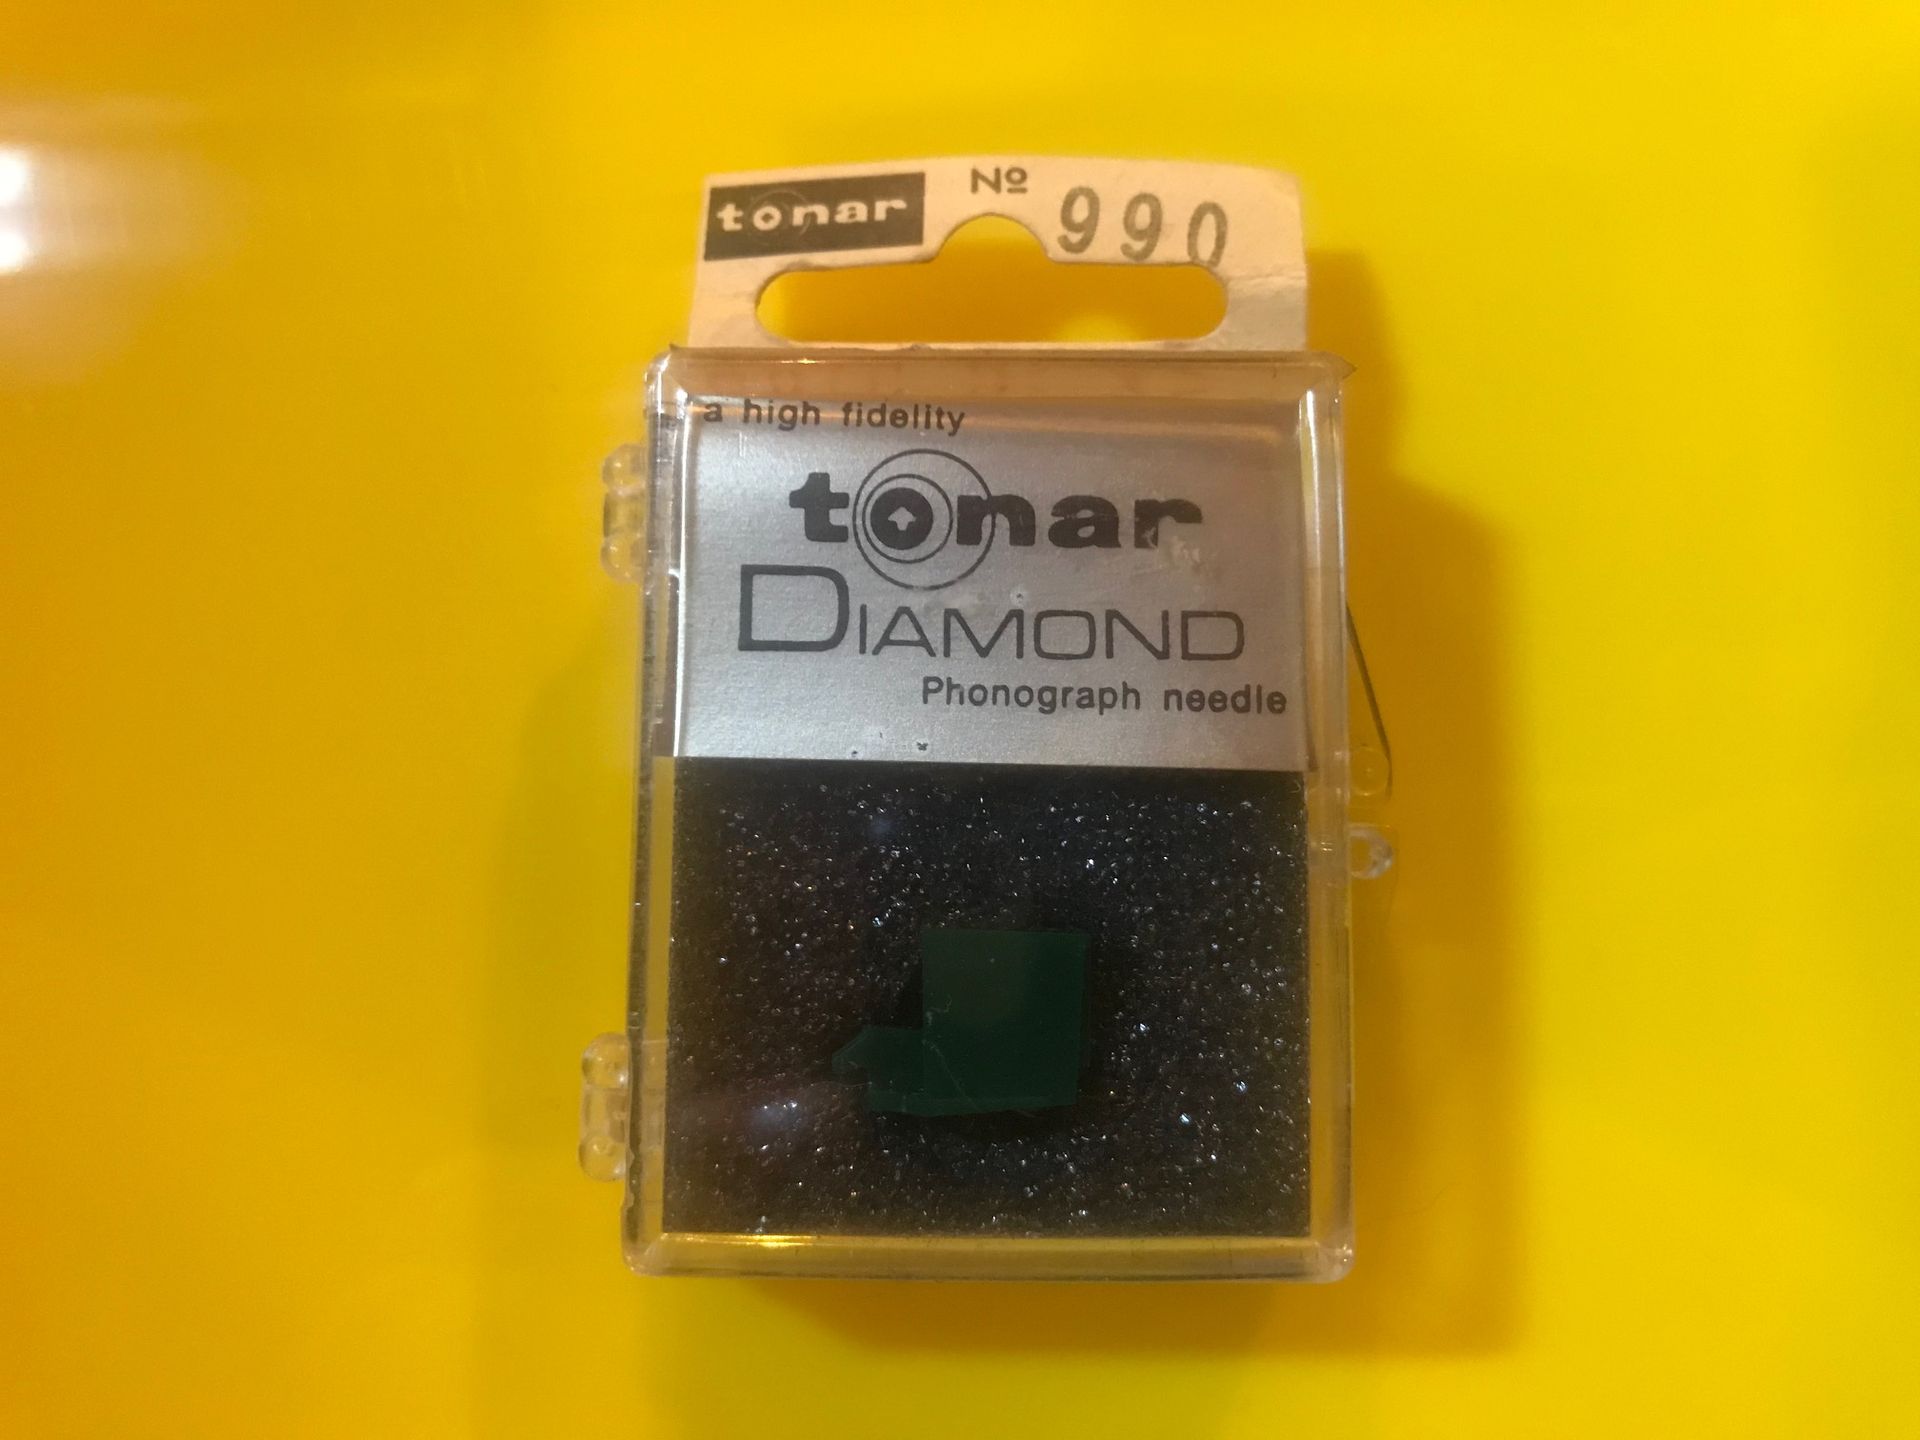 tonar No 990
a high fidelity
tonar
DIAMOND
Phonograph needle